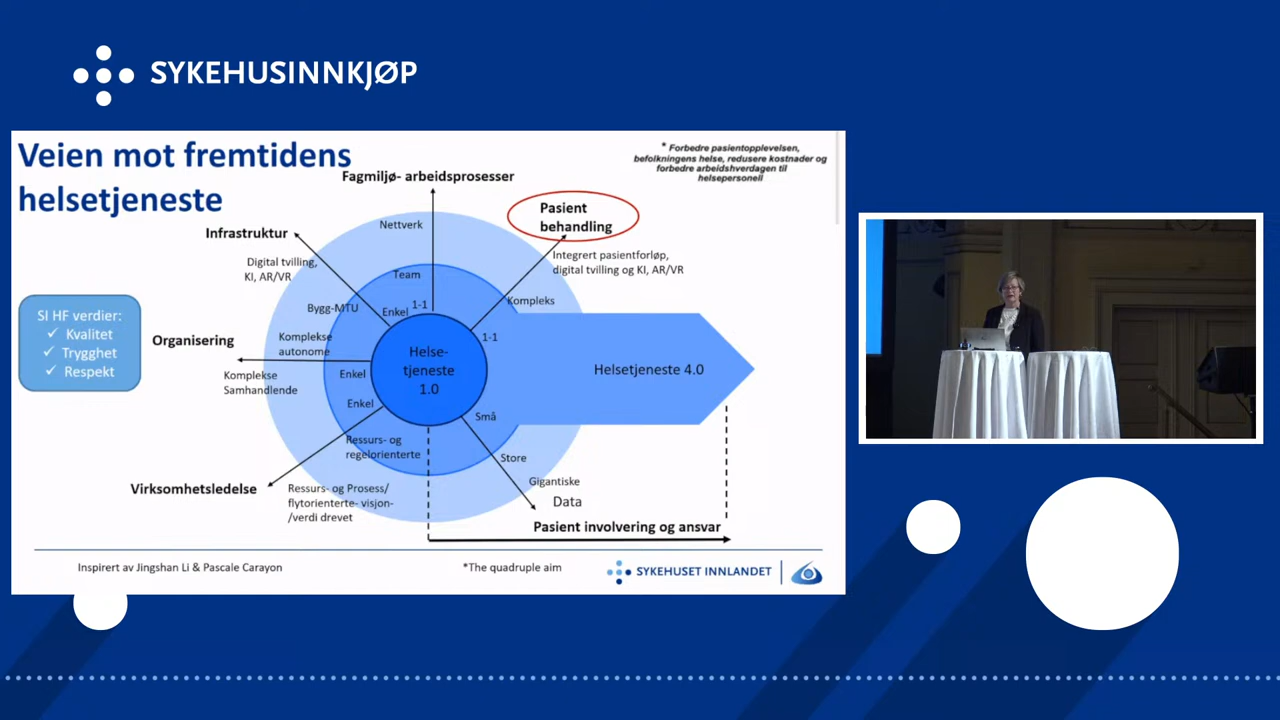 SYKEHUSINNKJØP
Veien mot fremtidens
helsetjeneste
* Forbedre pasientopplevelsen,
befolkningens helse, redusere kostnader og
forbedre arbeidshverdagen til
helsepersonell
Fagmiljø- arbeidsprosesser
Pasient
behandling
Nettverk
Infrastruktur
Digital tvilling,
KI, AR/VR
Integrert pasientforløp,
digital tvilling og KI, AR/VR
Team
Kompleks
Bygg-MTU
Enkel
1-1
1-1
SI HF verdier:
✓ Kvalitet
✓ Trygghet
✓ Respekt
Organisering
Komplekse
autonome
Komplekse
Samhandlende
Enkel
Helse-
tjeneste
1.0
Helsetjeneste 4.0
Enkel
Små
Ressurs- og
regelorienterte
Store
Virksomhetsledelse
Ressurs- og Prosess/
flytorienterte- visjon-
/verdi drevet
Gigantiske
Data
Pasient involvering og ansvar
Inspirert av Jingshan Li & Pascale Carayon
*The quadruple aim
SYKEHUSET INNLANDET